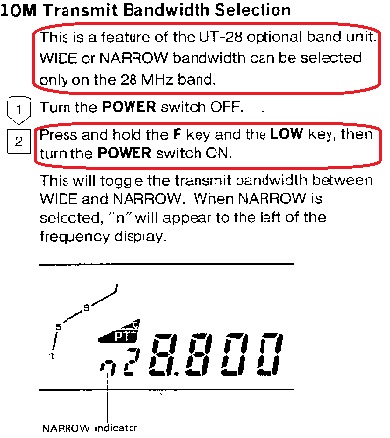 10M Transmit Bandwidth Selection
This is a feature of the UT-28 optional band unit.
WIDE or NARROW bandwidth can be selected
only on the 28 MHz band.
1 Turn the POWER switch OFF.
2 Press and hold the F key and the LOW key, then
turn the POWER switch ON.
This will toggle the transmit bandwidth between
WIDE and NARROW. When NARROW is
selected, "n" will appear to the left of the
frequency display.
1 5 9
PT
n28.800
NARROW indicator